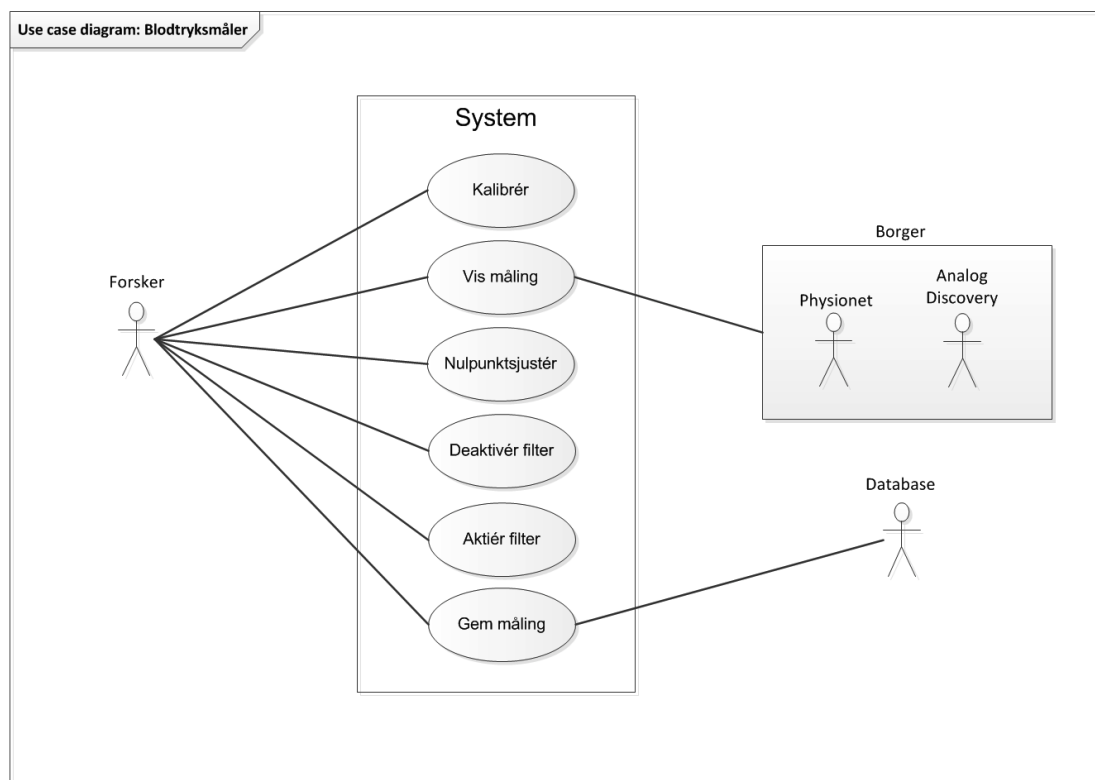 Use case diagram: Blodtryksmåler
System
Kalibrér
Vis måling
Nulpunktsjustér
Deaktivér filter
Aktiér filter
Gem måling
Forsker
Borger
Physionet
Analog
Discovery
Database